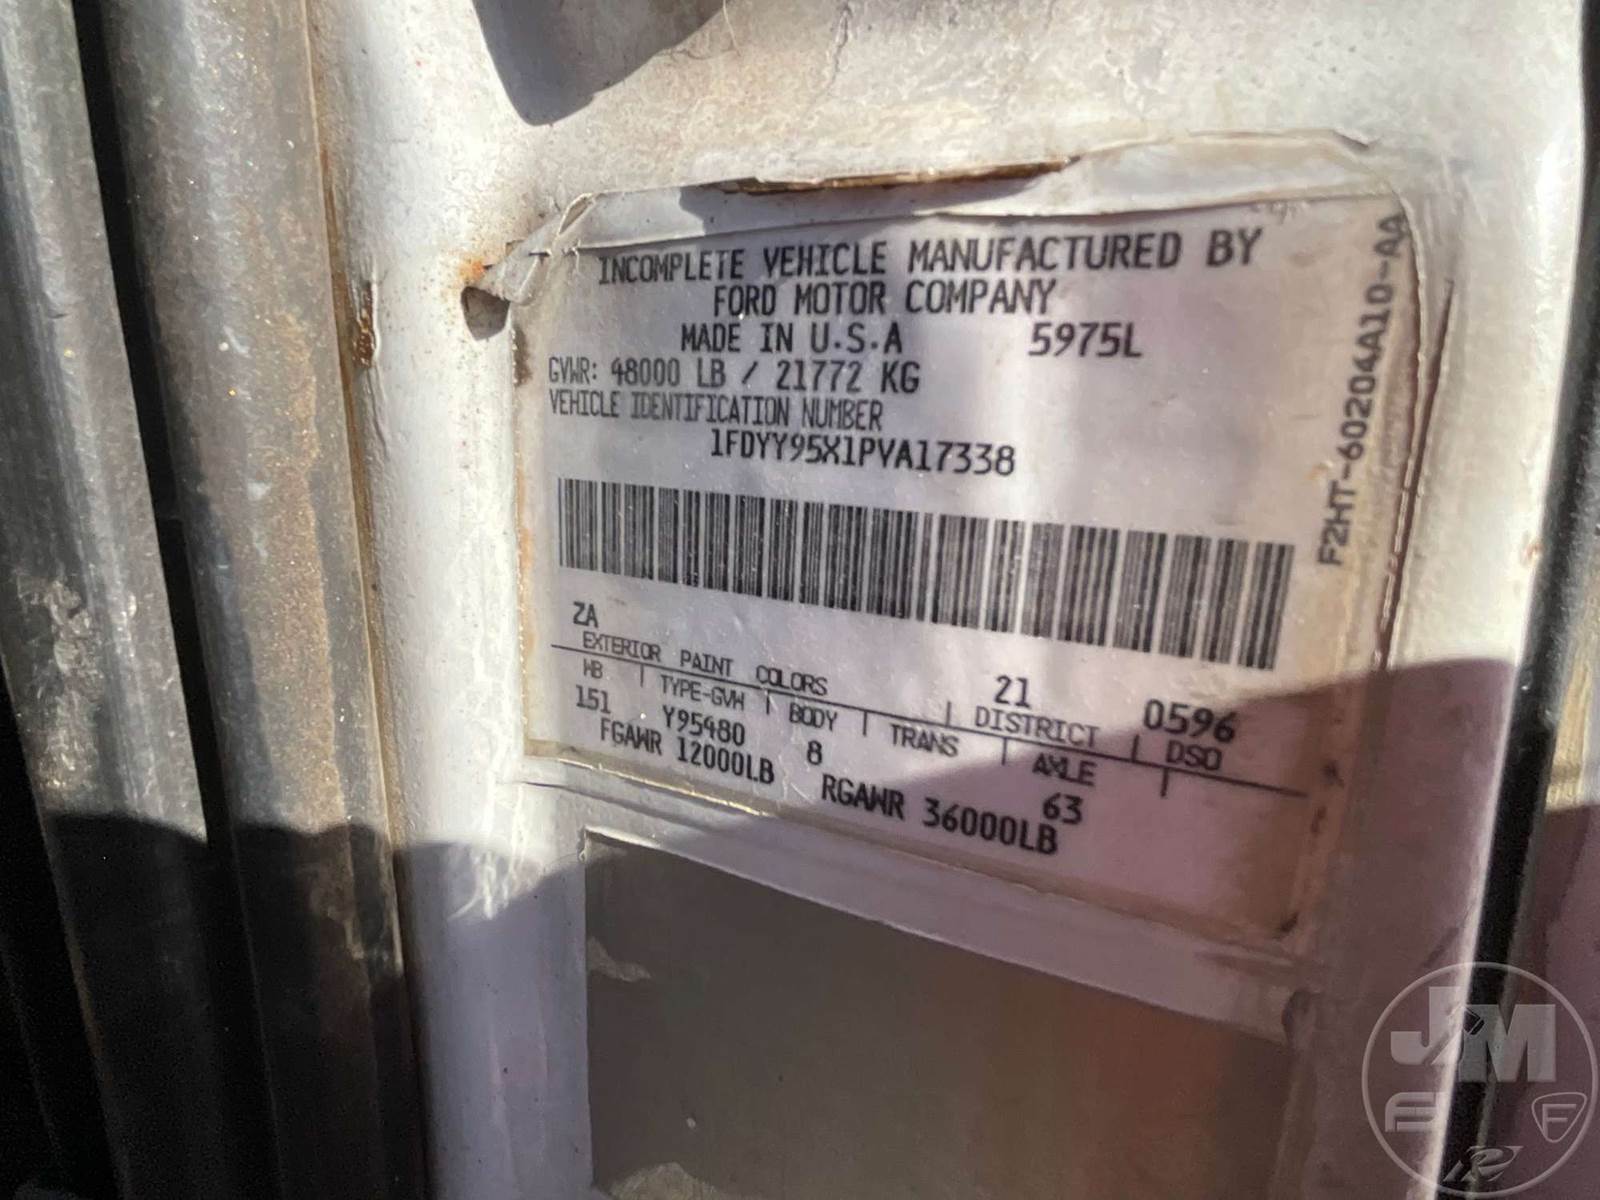 INCOMPLETE VEHICLE MANUFACTURED BY
FORD MOTOR COMPANY
MADE IN U.S.A 5975L
GVWR: 48000 LB / 21772 KG
VEHICLE IDENTIFICATION NUMBER
1FDYY95X1PVA17338
F2HT-60204A10-AA
ZA 21 0596
EXTERIOR PAINT COLORS DISTRICT DSO
WB TYPE-GVW BODY TRANS AXLE
151 Y95480 8 63
FGAWR 12000LB RGAWR 36000LB
JM
F